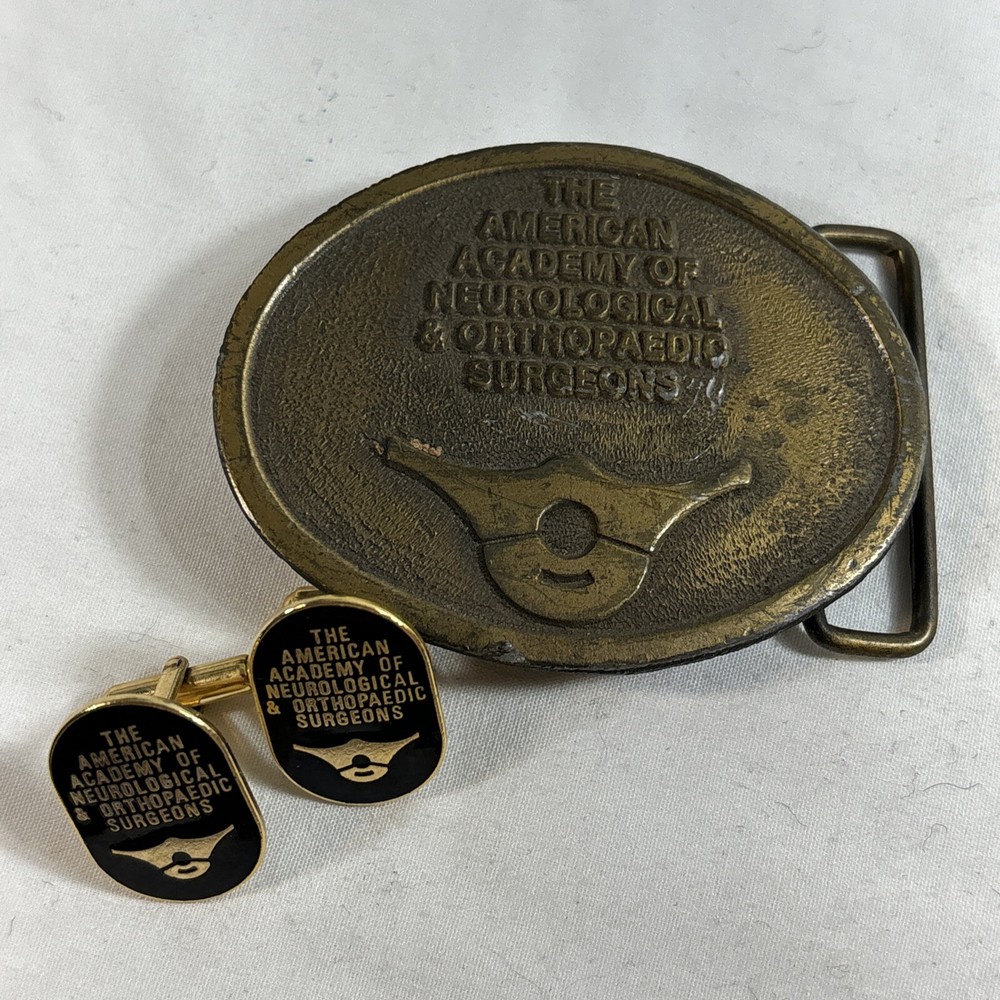 THE
AMERICAN
ACADEMY OF
NEUROLOGICAL
& ORTHOPAEDIC
SURGEONS
THE
AMERICAN
ACADEMY OF
NEUROLOGICAL
& ORTHOPAEDIC
SURGEONS
THE
AMERICAN
ACADEMY OF
NEUROLOGICAL
& ORTHOPAEDIC
SURGEONS